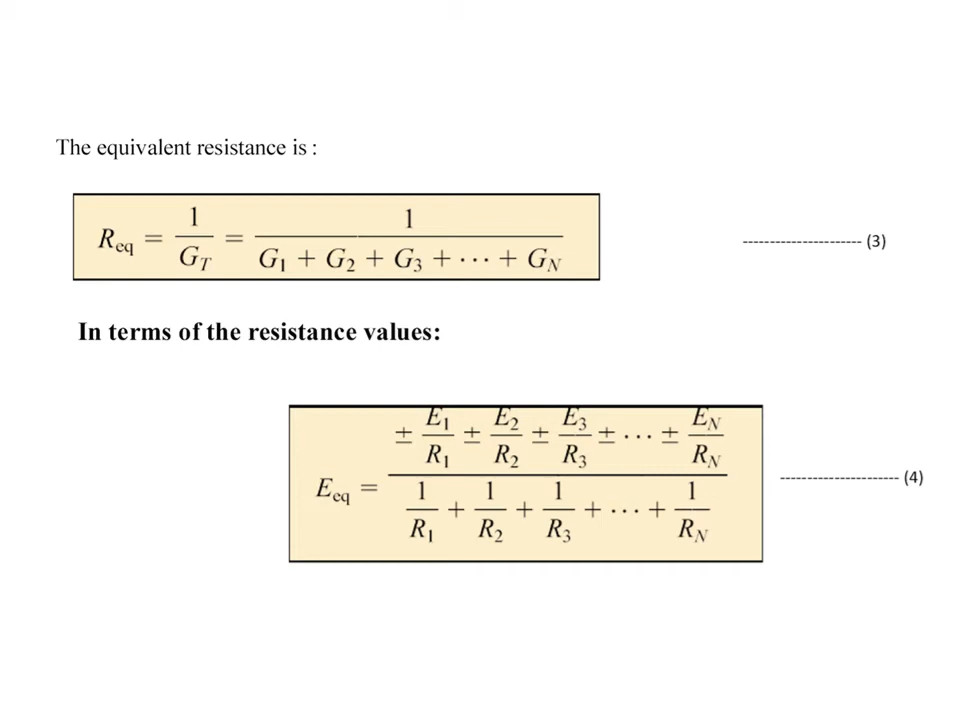 The equivalent resistance is :
R_eq = 1/G_T = 1/(G_1 + G_2 + G_3 + ··· + G_N)
---------------------- (3)
In terms of the resistance values:
E_eq = (± E_1/R_1 ± E_2/R_2 ± E_3/R_3 ± ··· ± E_N/R_N) / (1/R_1 + 1/R_2 + 1/R_3 + ··· + 1/R_N)
---------------------- (4)